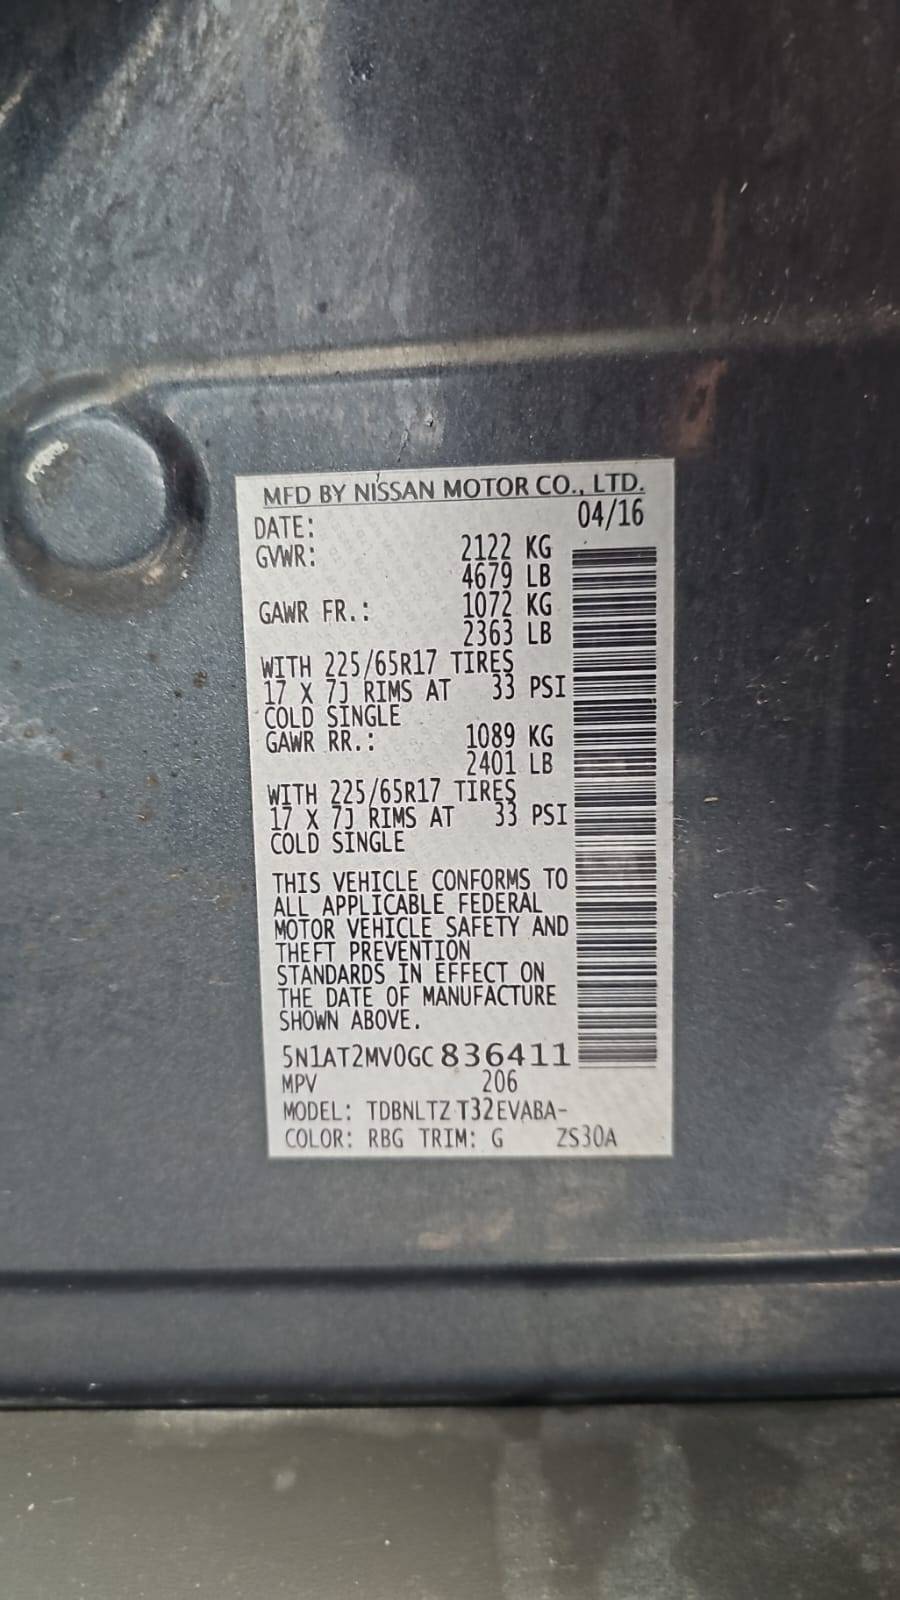 MFD BY NISSAN MOTOR CO., LTD.
DATE: 04/16
GVWR: 2122 KG
4679 LB
GAWR FR.: 1072 KG
2363 LB
WITH 225/65R17 TIRES
17 X 7J RIMS AT 33 PSI
COLD SINGLE
GAWR RR.: 1089 KG
2401 LB
WITH 225/65R17 TIRES
17 X 7J RIMS AT 33 PSI
COLD SINGLE
THIS VEHICLE CONFORMS TO
ALL APPLICABLE FEDERAL
MOTOR VEHICLE SAFETY AND
THEFT PREVENTION
STANDARDS IN EFFECT ON
THE DATE OF MANUFACTURE
SHOWN ABOVE.
5N1AT2MV0GC836411
MPV 206
MODEL: TDBNLTZ T32EVABA-
COLOR: RBG TRIM: G ZS30A